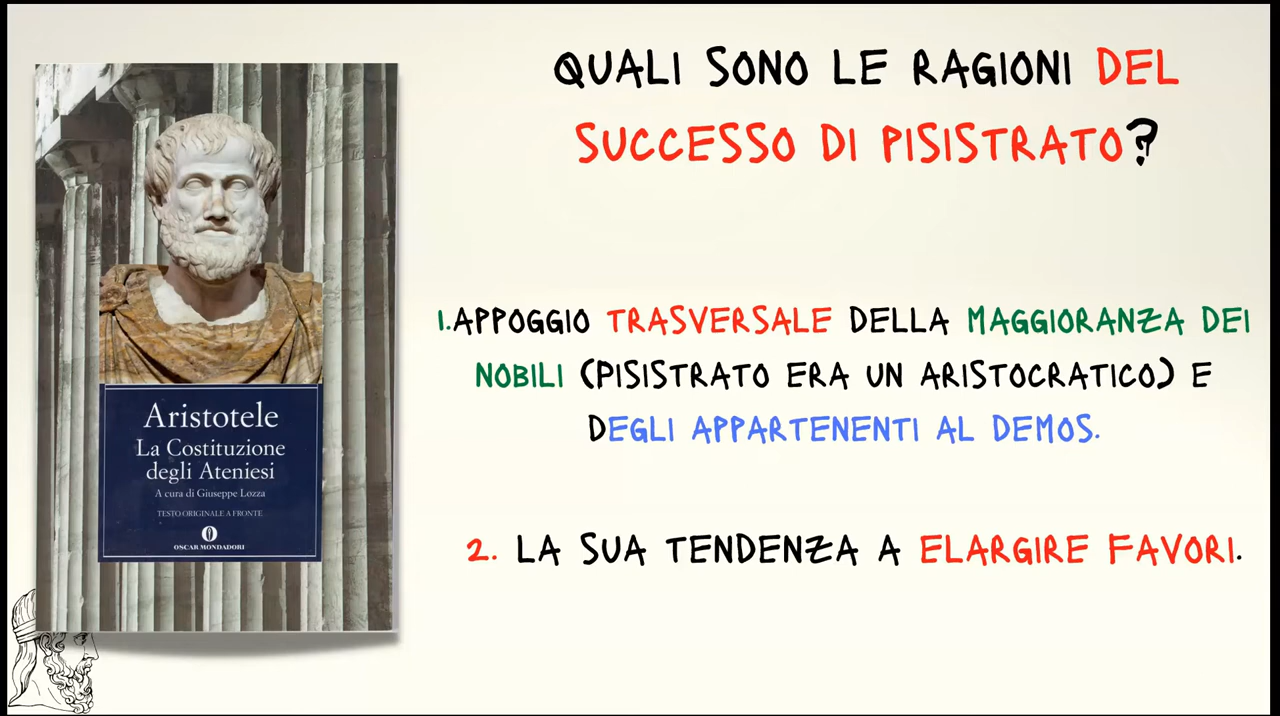 QUALI SONO LE RAGIONI DEL
SUCCESSO DI PISISTRATO?
1.APPOGGIO TRASVERSALE DELLA MAGGIORANZA DEI
NOBILI (PISISTRATO ERA UN ARISTOCRATICO) E
DEGLI APPARTENENTI AL DEMOS.
2. LA SUA TENDENZA A ELARGIRE FAVORI.
Aristotele
La Costituzione
degli Ateniesi
A cura di Giuseppe Lozza
TESTO ORIGINALE A FRONTE
OSCAR MONDADORI